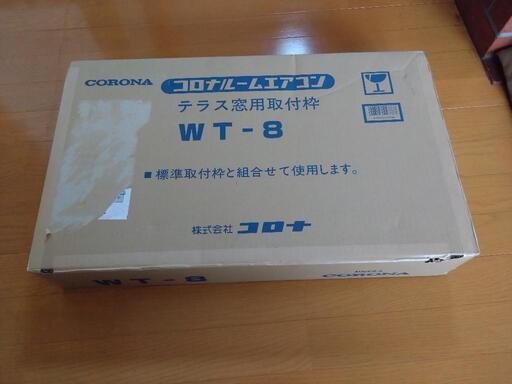 CORONA
コロナルームエアコン
テラス窓用取付枠
WT-8
■標準取付枠と組合せて使用します。
株式会社 コロナ
WT-8
CORONA